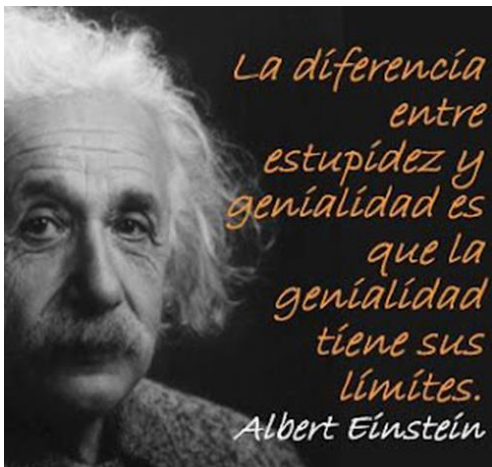 La diferencia
entre
estupidez y
genialidad es
que la
genialidad
tiene sus
límites.
Albert Einstein